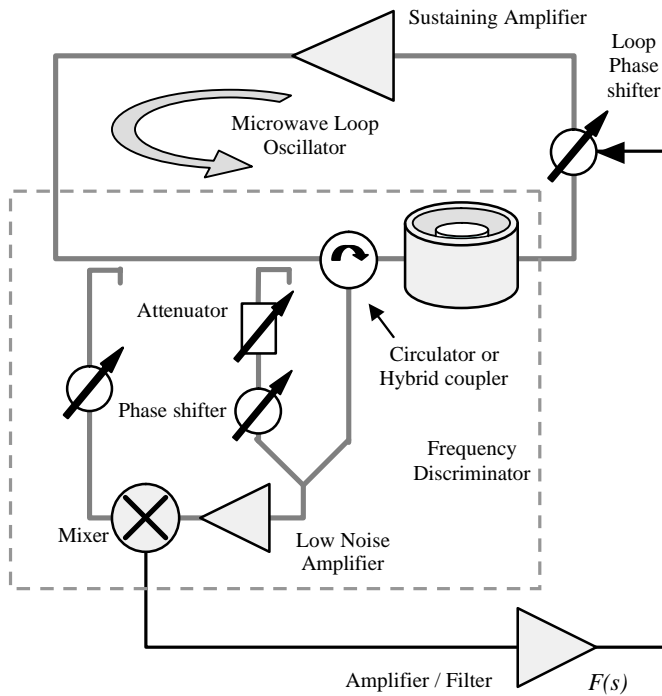 Sustaining Amplifier
Loop
Phase
shifter
Microwave Loop
Oscillator
Attenuator
Circulator or
Hybrid coupler
Phase shifter
Frequency
Discriminator
Mixer
Low Noise
Amplifier
Amplifier / Filter
F(s)